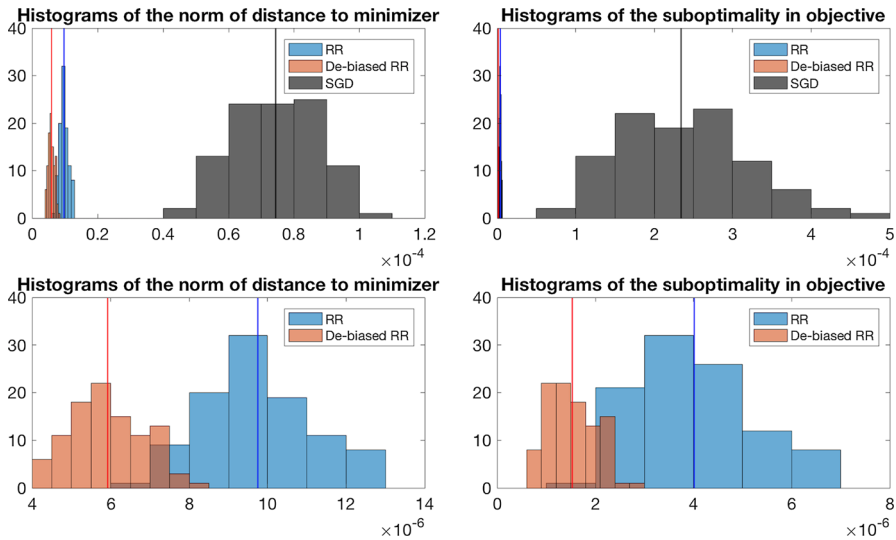 Histograms of the norm of distance to minimizer
40
30
20
10
0
RR
De-biased RR
SGD
0 0.2 0.4 0.6 0.8 1 1.2
×10-4
Histograms of the suboptimality in objective
40
30
20
10
0
RR
De-biased RR
SGD
0 1 2 3 4 5
×10-4
Histograms of the norm of distance to minimizer
40
30
20
10
0
RR
De-biased RR
4 6 8 10 12 14
×10-6
Histograms of the suboptimality in objective
40
30
20
10
0
RR
De-biased RR
0 2 4 6 8
×10-6